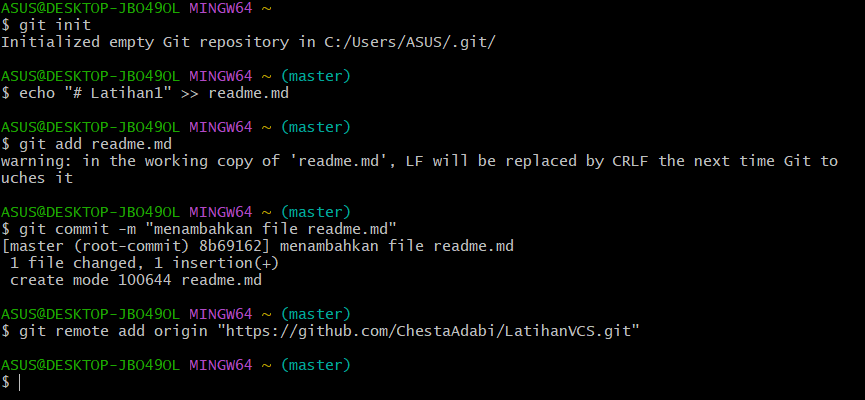 ASUS@DESKTOP-JBO49OL MINGW64 ~
$ git init
Initialized empty Git repository in C:/Users/ASUS/.git/
ASUS@DESKTOP-JBO49OL MINGW64 ~ (master)
$ echo "# Latihan1" >> readme.md
ASUS@DESKTOP-JBO49OL MINGW64 ~ (master)
$ git add readme.md
warning: in the working copy of 'readme.md', LF will be replaced by CRLF the next time Git to
uches it
ASUS@DESKTOP-JBO49OL MINGW64 ~ (master)
$ git commit -m "menambahkan file readme.md"
[master (root-commit) 8b69162] menambahkan file readme.md
 1 file changed, 1 insertion(+)
 create mode 100644 readme.md
ASUS@DESKTOP-JBO49OL MINGW64 ~ (master)
$ git remote add origin "https://github.com/ChestaAdabi/LatihanVCS.git"
ASUS@DESKTOP-JBO49OL MINGW64 ~ (master)
$